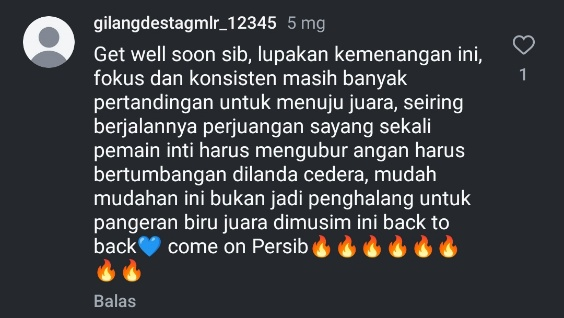 gilangdestagmlr_12345 5 mg
Get well soon sib, lupakan kemenangan ini,
fokus dan konsisten masih banyak
pertandingan untuk menuju juara, seiring
berjalannya perjuangan sayang sekali
pemain inti harus mengubur angan harus
bertumbangan dilanda cedera, mudah
mudahan ini bukan jadi penghalang untuk
pangeran biru juara dimusim ini back to
back💙 come on Persib🔥🔥🔥🔥🔥🔥
🔥🔥
1
Balas